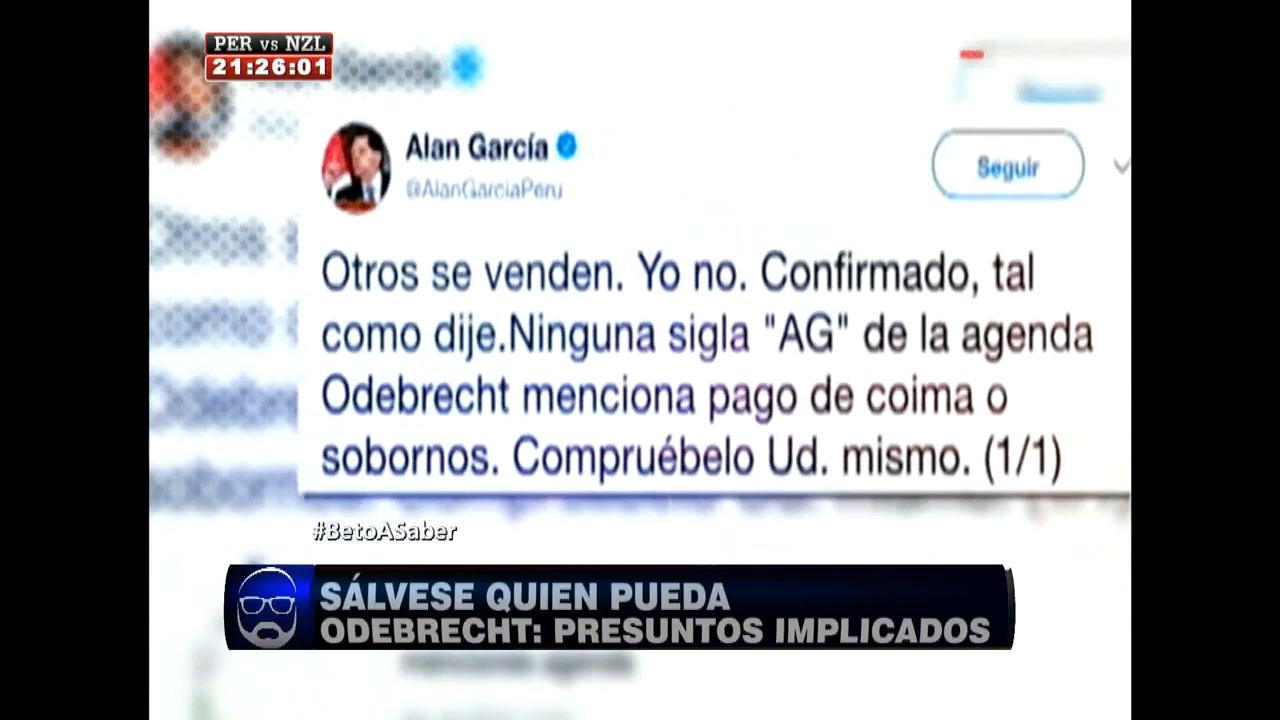 PER vs NZL
21:26:01
Alan García
@AlanGarciaPeru
Seguir
Otros se venden. Yo no. Confirmado, tal
como dije.Ninguna sigla "AG" de la agenda
Odebrecht menciona pago de coima o
sobornos. Compruébelo Ud. mismo. (1/1)
#BetoASaber
SÁLVESE QUIEN PUEDA
ODEBRECHT: PRESUNTOS IMPLICADOS